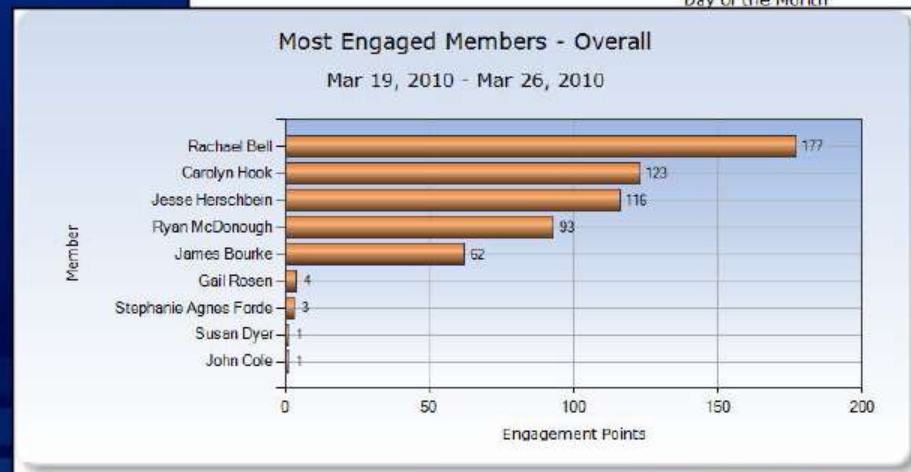 Day of the Month
Most Engaged Members - Overall
Mar 19, 2010 - Mar 26, 2010
Member
Rachael Bell 177
Carolyn Hook 123
Jesse Herschbein 116
Ryan McDonough 93
James Bourke 62
Gail Rosen 4
Stephanie Agnes Forde 3
Susan Dyer 1
John Cole 1
0 50 100 150 200
Engagement Points